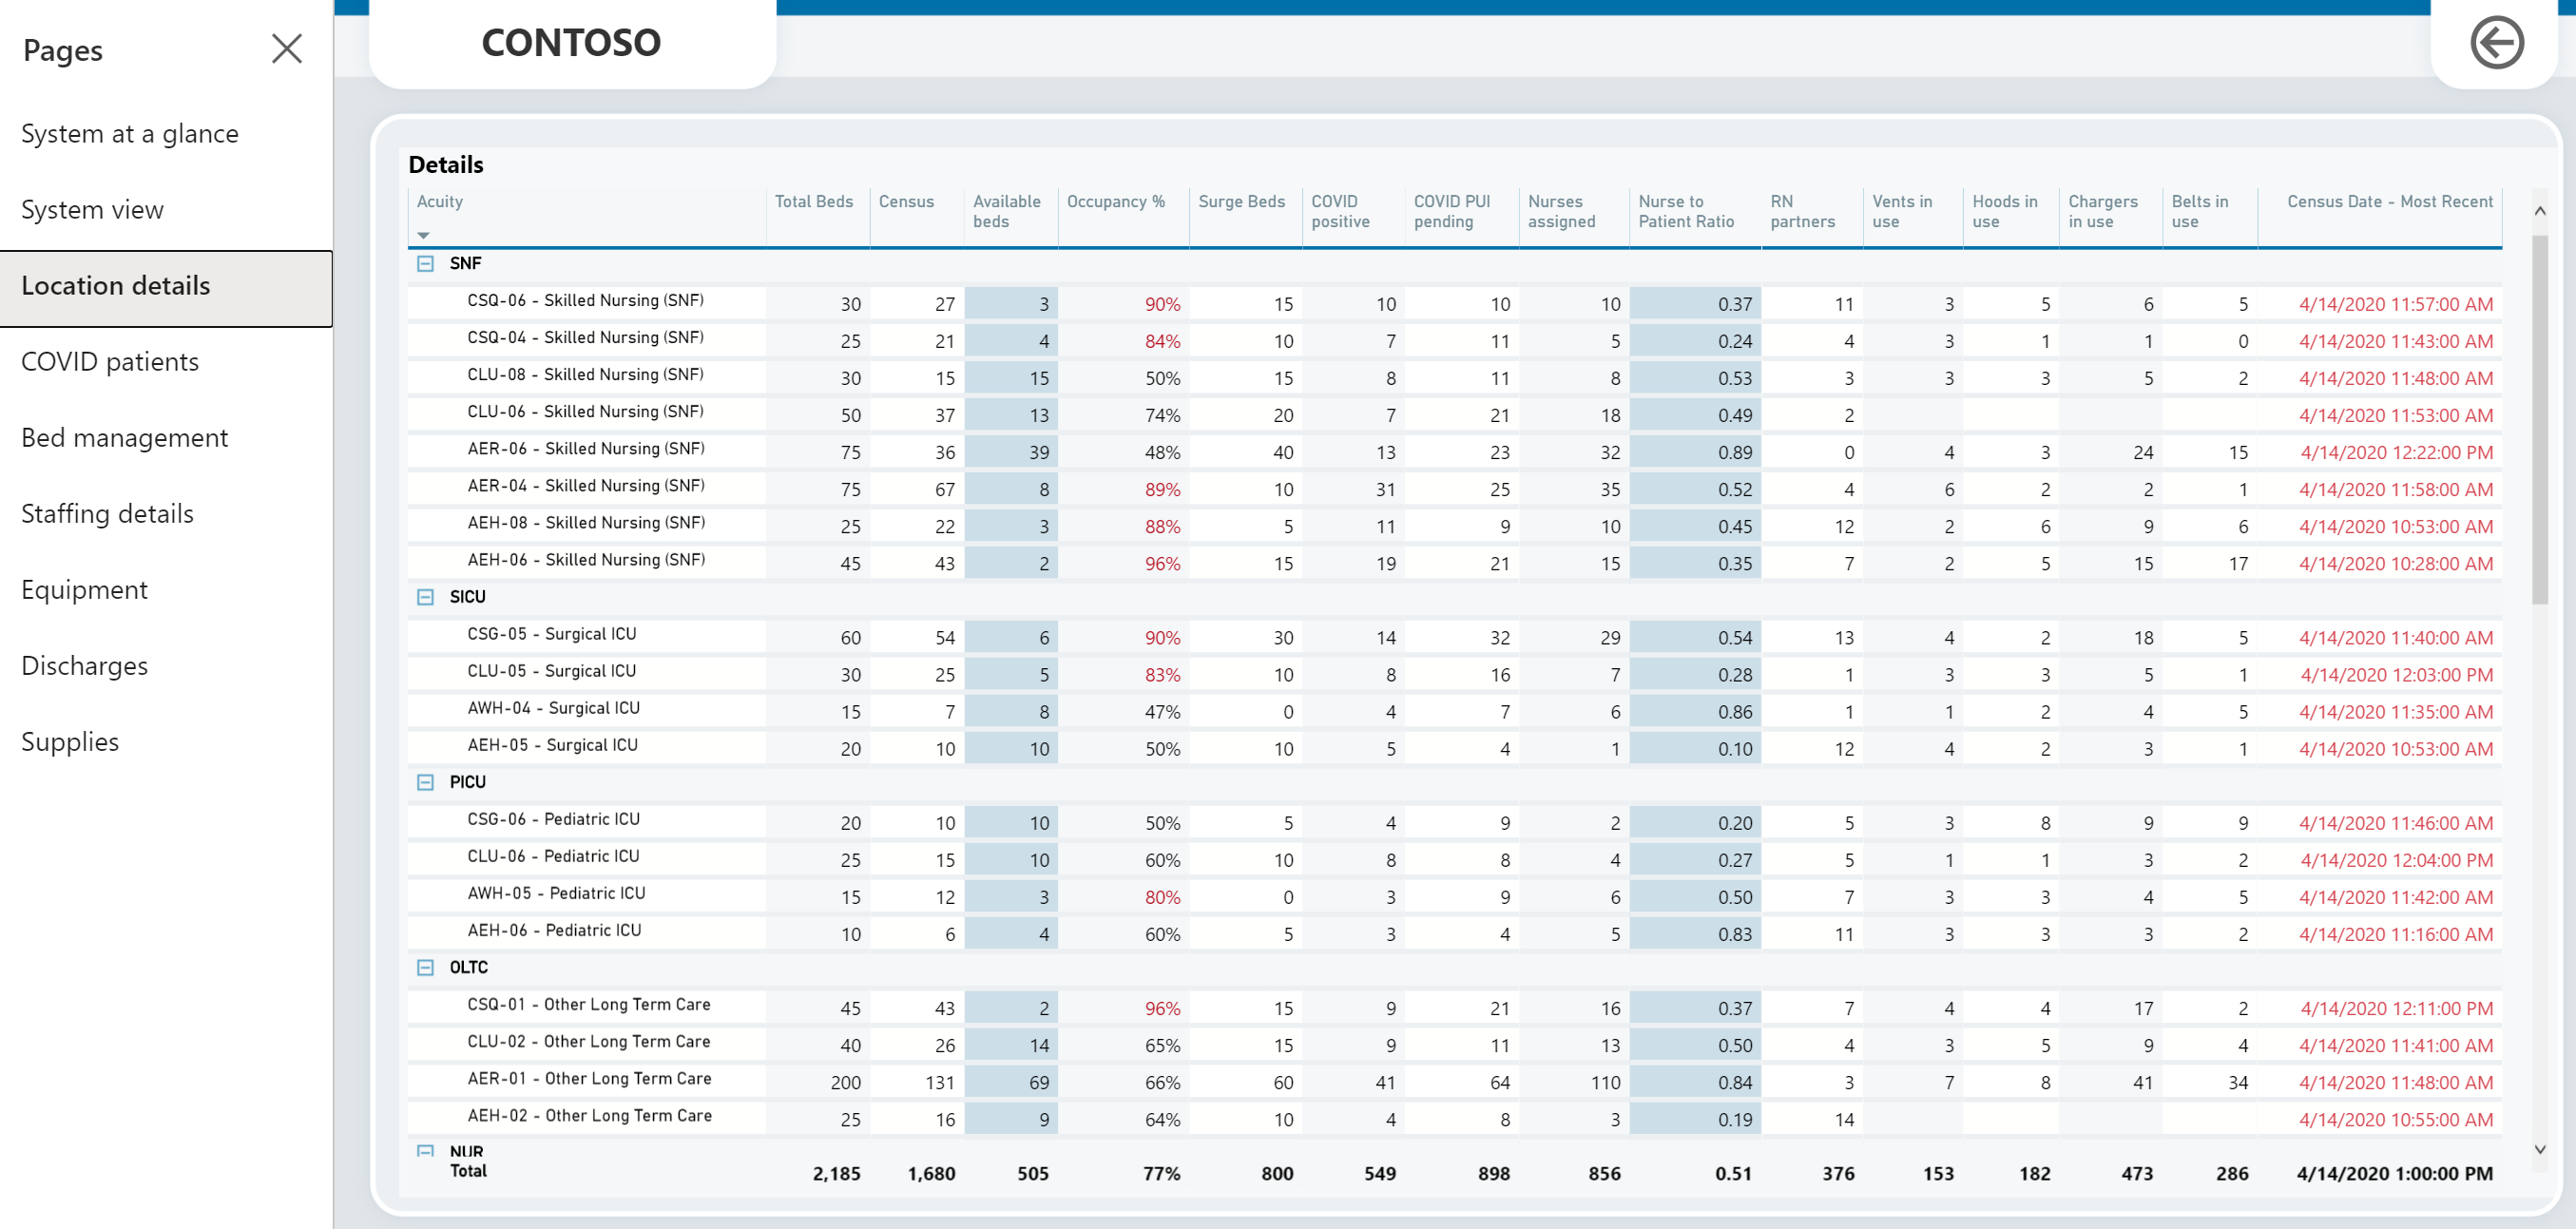 Pages
System at a glance
System view
Location details
COVID patients
Bed management
Staffing details
Equipment
Discharges
Supplies
CONTOSO
Details
Acuity Total Beds Census Available beds Occupancy % Surge Beds COVID positive COVID PUI pending Nurses assigned Nurse to Patient Ratio RN partners Vents in use Hoods in use Chargers in use Belts in use Census Date - Most Recent
SNF
CSQ-06 - Skilled Nursing (SNF) 30 27 3 90% 15 10 10 10 0.37 11 3 5 6 5 4/14/2020 11:57:00 AM
CSQ-04 - Skilled Nursing (SNF) 25 21 4 84% 10 7 11 5 0.24 4 3 1 1 0 4/14/2020 11:43:00 AM
CLU-08 - Skilled Nursing (SNF) 30 15 15 50% 15 8 11 8 0.53 3 3 3 5 2 4/14/2020 11:48:00 AM
CLU-06 - Skilled Nursing (SNF) 50 37 13 74% 20 7 21 18 0.49 2 4/14/2020 11:53:00 AM
AER-06 - Skilled Nursing (SNF) 75 36 39 48% 40 13 23 32 0.89 0 4 3 24 15 4/14/2020 12:22:00 PM
AER-04 - Skilled Nursing (SNF) 75 67 8 89% 10 31 25 35 0.52 4 6 2 2 1 4/14/2020 11:58:00 AM
AEH-08 - Skilled Nursing (SNF) 25 22 3 88% 5 11 9 10 0.45 12 2 6 9 6 4/14/2020 10:53:00 AM
AEH-06 - Skilled Nursing (SNF) 45 43 2 96% 15 19 21 15 0.35 7 2 5 15 17 4/14/2020 10:28:00 AM
SICU
CSG-05 - Surgical ICU 60 54 6 90% 30 14 32 29 0.54 13 4 2 18 5 4/14/2020 11:40:00 AM
CLU-05 - Surgical ICU 30 25 5 83% 10 8 16 7 0.28 1 3 3 5 1 4/14/2020 12:03:00 PM
AWH-04 - Surgical ICU 15 7 8 47% 0 4 7 6 0.86 1 1 2 4 5 4/14/2020 11:35:00 AM
AEH-05 - Surgical ICU 20 10 10 50% 10 5 4 1 0.10 12 4 2 3 1 4/14/2020 10:53:00 AM
PICU
CSG-06 - Pediatric ICU 20 10 10 50% 5 4 9 2 0.20 5 3 8 9 9 4/14/2020 11:46:00 AM
CLU-06 - Pediatric ICU 25 15 10 60% 10 8 8 4 0.27 5 1 1 3 2 4/14/2020 12:04:00 PM
AWH-05 - Pediatric ICU 15 12 3 80% 0 3 9 6 0.50 7 3 3 4 5 4/14/2020 11:42:00 AM
AEH-06 - Pediatric ICU 10 6 4 60% 5 3 4 5 0.83 11 3 3 3 2 4/14/2020 11:16:00 AM
OLTC
CSQ-01 - Other Long Term Care 45 43 2 96% 15 9 21 16 0.37 7 4 4 17 2 4/14/2020 12:11:00 PM
CLU-02 - Other Long Term Care 40 26 14 65% 15 9 11 13 0.50 4 3 5 9 4 4/14/2020 11:41:00 AM
AER-01 - Other Long Term Care 200 131 69 66% 60 41 64 110 0.84 3 7 8 41 34 4/14/2020 11:48:00 AM
AEH-02 - Other Long Term Care 25 16 9 64% 10 4 8 3 0.19 14 4/14/2020 10:55:00 AM
NUR
Total 2,185 1,680 505 77% 800 549 898 856 0.51 376 153 182 473 286 4/14/2020 1:00:00 PM